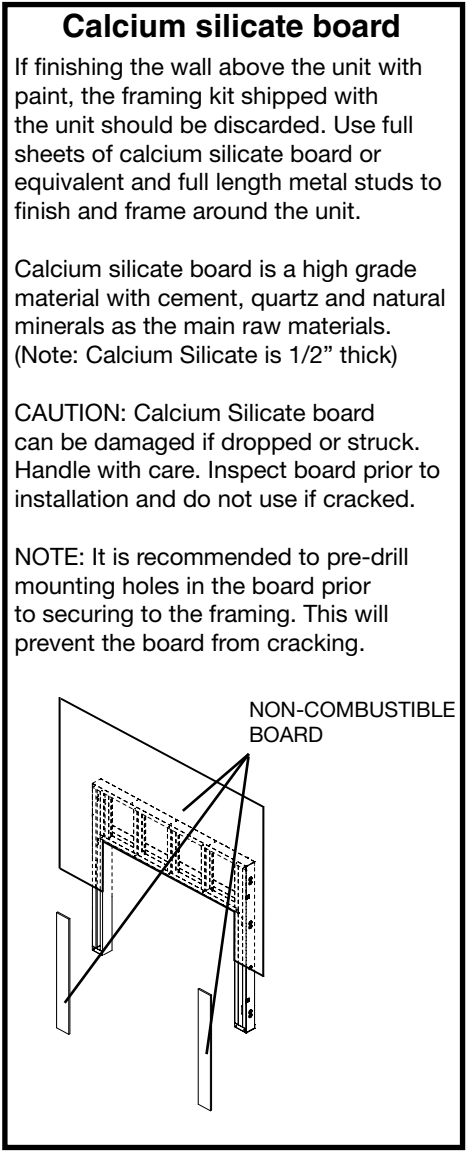 Calcium silicate board
If finishing the wall above the unit with
paint, the framing kit shipped with
the unit should be discarded. Use full
sheets of calcium silicate board or
equivalent and full length metal studs to
finish and frame around the unit.
Calcium silicate board is a high grade
material with cement, quartz and natural
minerals as the main raw materials.
(Note: Calcium Silicate is 1/2” thick)
CAUTION: Calcium Silicate board
can be damaged if dropped or struck.
Handle with care. Inspect board prior to
installation and do not use if cracked.
NOTE: It is recommended to pre-drill
mounting holes in the board prior
to securing to the framing. This will
prevent the board from cracking.
NON-COMBUSTIBLE
BOARD